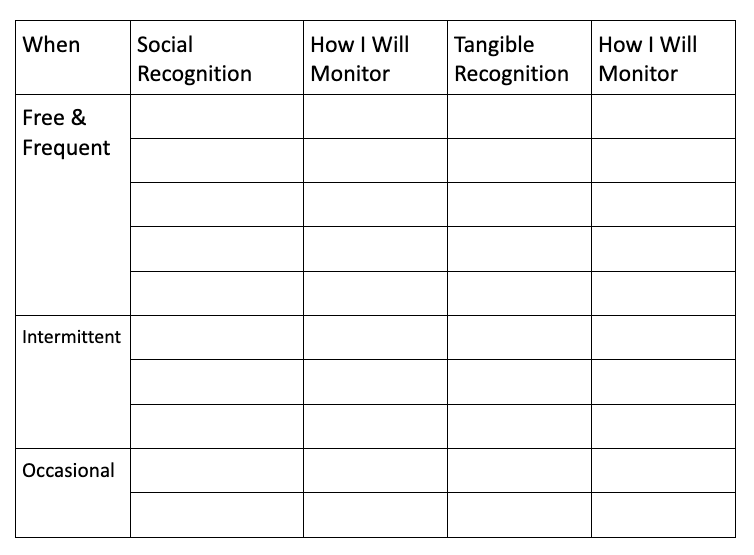 When
Social
Recognition
How I Will
Monitor
Tangible
Recognition
How I Will
Monitor
Free &
Frequent
Intermittent
Occasional